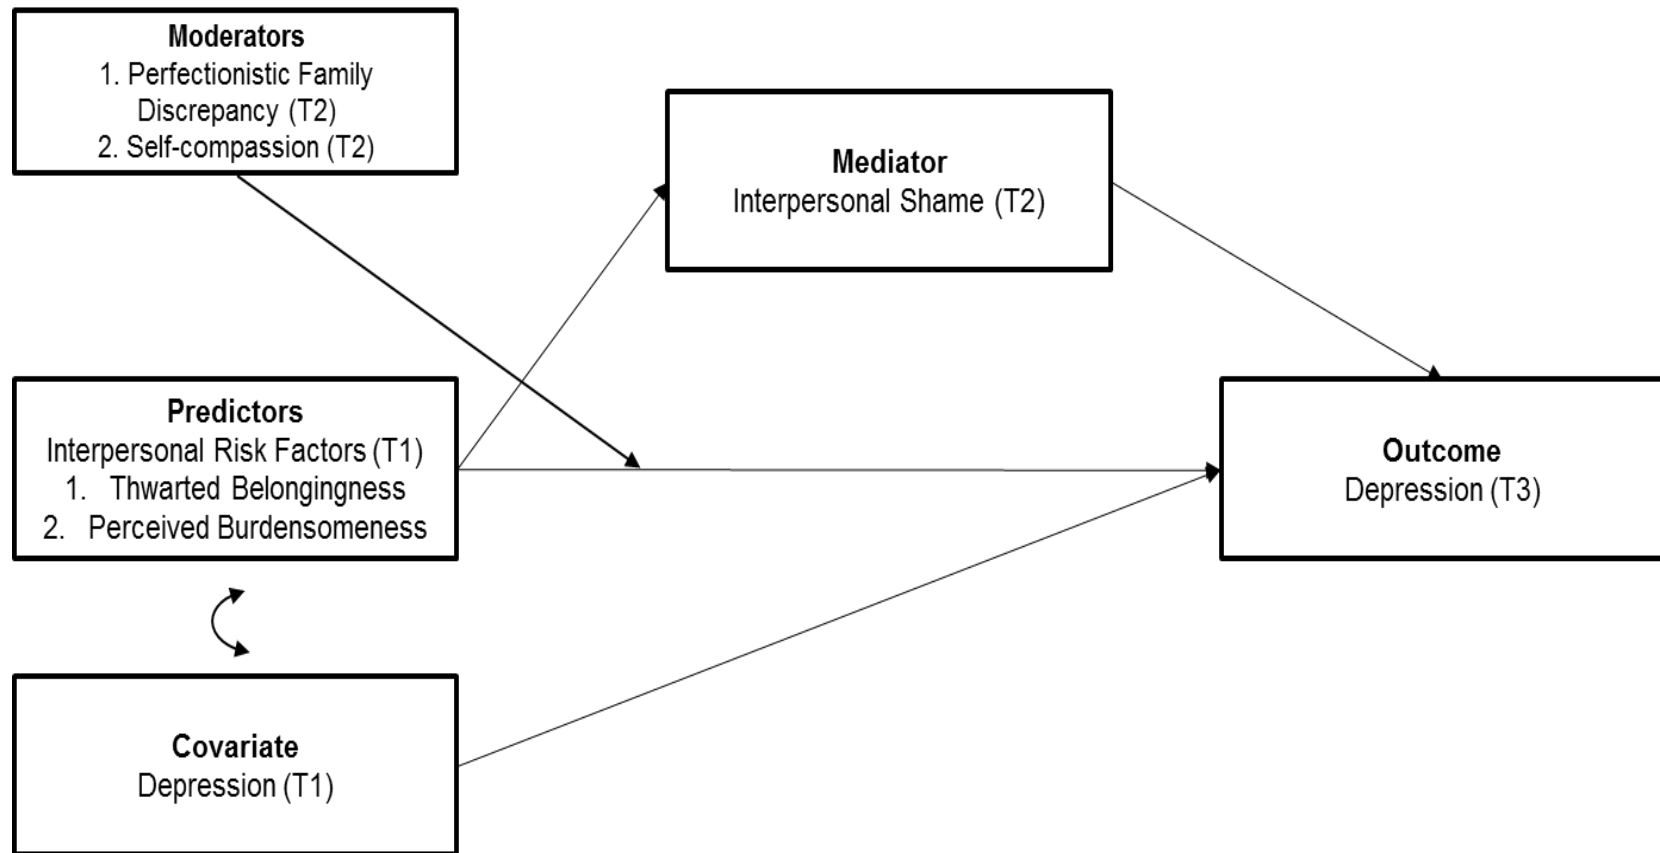 Moderators
1. Perfectionistic Family
Discrepancy (T2)
2. Self-compassion (T2)
Mediator
Interpersonal Shame (T2)
Predictors
Interpersonal Risk Factors (T1)
1. Thwarted Belongingness
2. Perceived Burdensomeness
Outcome
Depression (T3)
Covariate
Depression (T1)